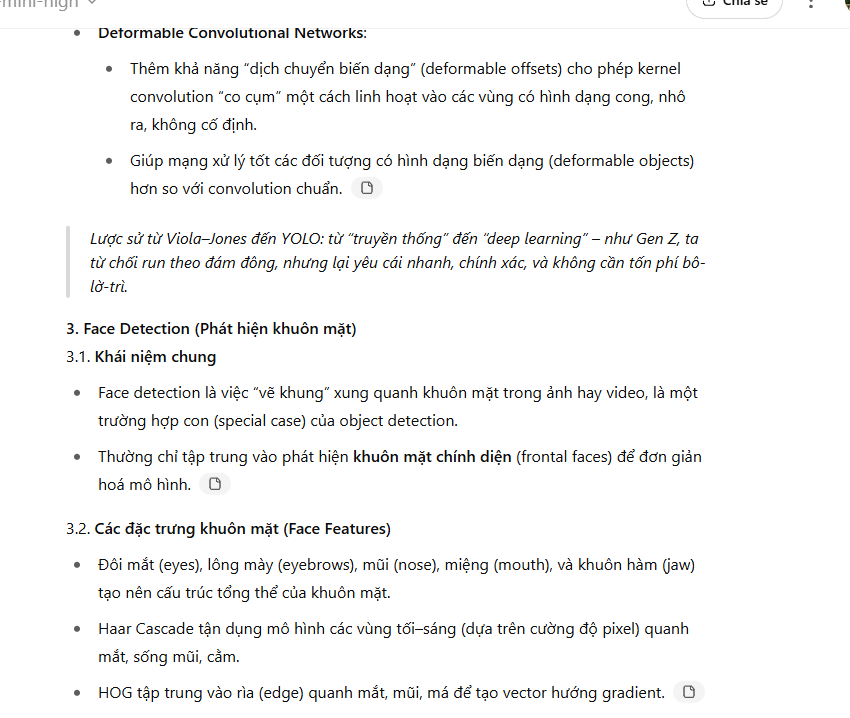 mini-high
Chia sẻ
Deformable Convolutional Networks:
Thêm khả năng “dịch chuyển biến dạng” (deformable offsets) cho phép kernel
convolution “co cụm” một cách linh hoạt vào các vùng có hình dạng cong, nhô
ra, không cố định.
Giúp mạng xử lý tốt các đối tượng có hình dạng biến dạng (deformable objects)
hơn so với convolution chuẩn.
Lược sử từ Viola–Jones đến YOLO: từ “truyền thống” đến “deep learning” – như Gen Z, ta
từ chối run theo đám đông, nhưng lại yêu cái nhanh, chính xác, và không cần tốn phí bô-
lờ-trì.
3. Face Detection (Phát hiện khuôn mặt)
3.1. Khái niệm chung
Face detection là việc “vẽ khung” xung quanh khuôn mặt trong ảnh hay video, là một
trường hợp con (special case) của object detection.
Thường chỉ tập trung vào phát hiện khuôn mặt chính diện (frontal faces) để đơn giản
hoá mô hình.
3.2. Các đặc trưng khuôn mặt (Face Features)
Đôi mắt (eyes), lông mày (eyebrows), mũi (nose), miệng (mouth), và khuôn hàm (jaw)
tạo nên cấu trúc tổng thể của khuôn mặt.
Haar Cascade tận dụng mô hình các vùng tối–sáng (dựa trên cường độ pixel) quanh
mắt, sống mũi, cằm.
HOG tập trung vào rìa (edge) quanh mắt, mũi, má để tạo vector hướng gradient.